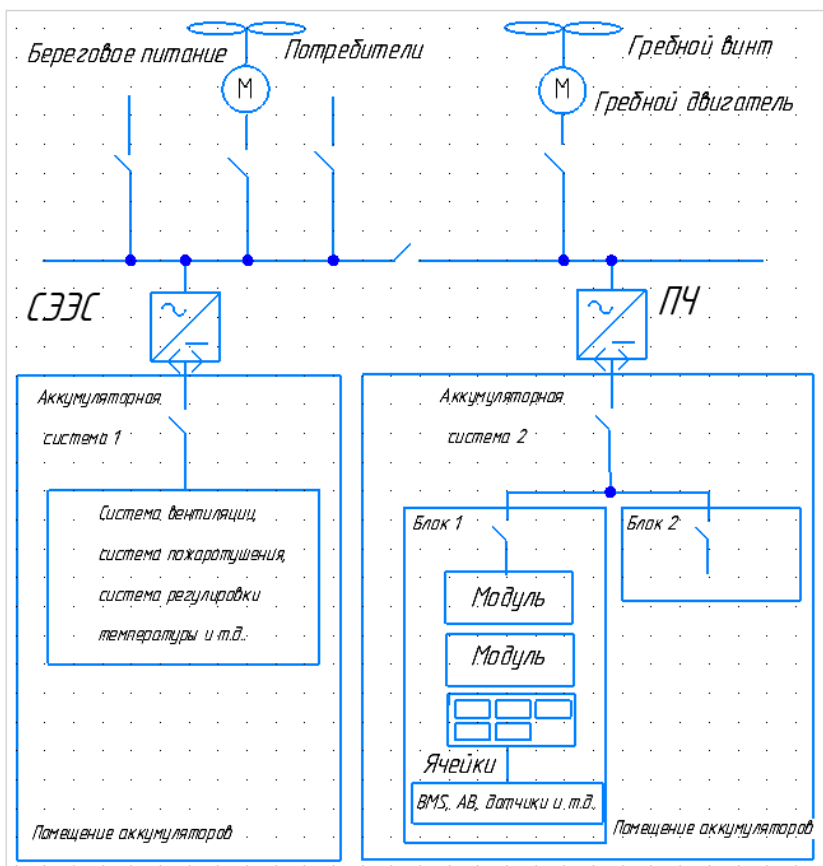 Береговое питание
Потребители
Гребной винт
М
М
Гребной двигатель
СЭЭС
ПЧ
Аккумуляторная
система 1
Аккумуляторная
система 2
Система вентиляции,
система пожаротушения,
система регулировки
температуры и т.д..
Блок 1
Блок 2
Модуль
Модуль
Ячейки
BMS, АВ, датчики и т.д.
Помещение аккумуляторов
Помещение аккумуляторов